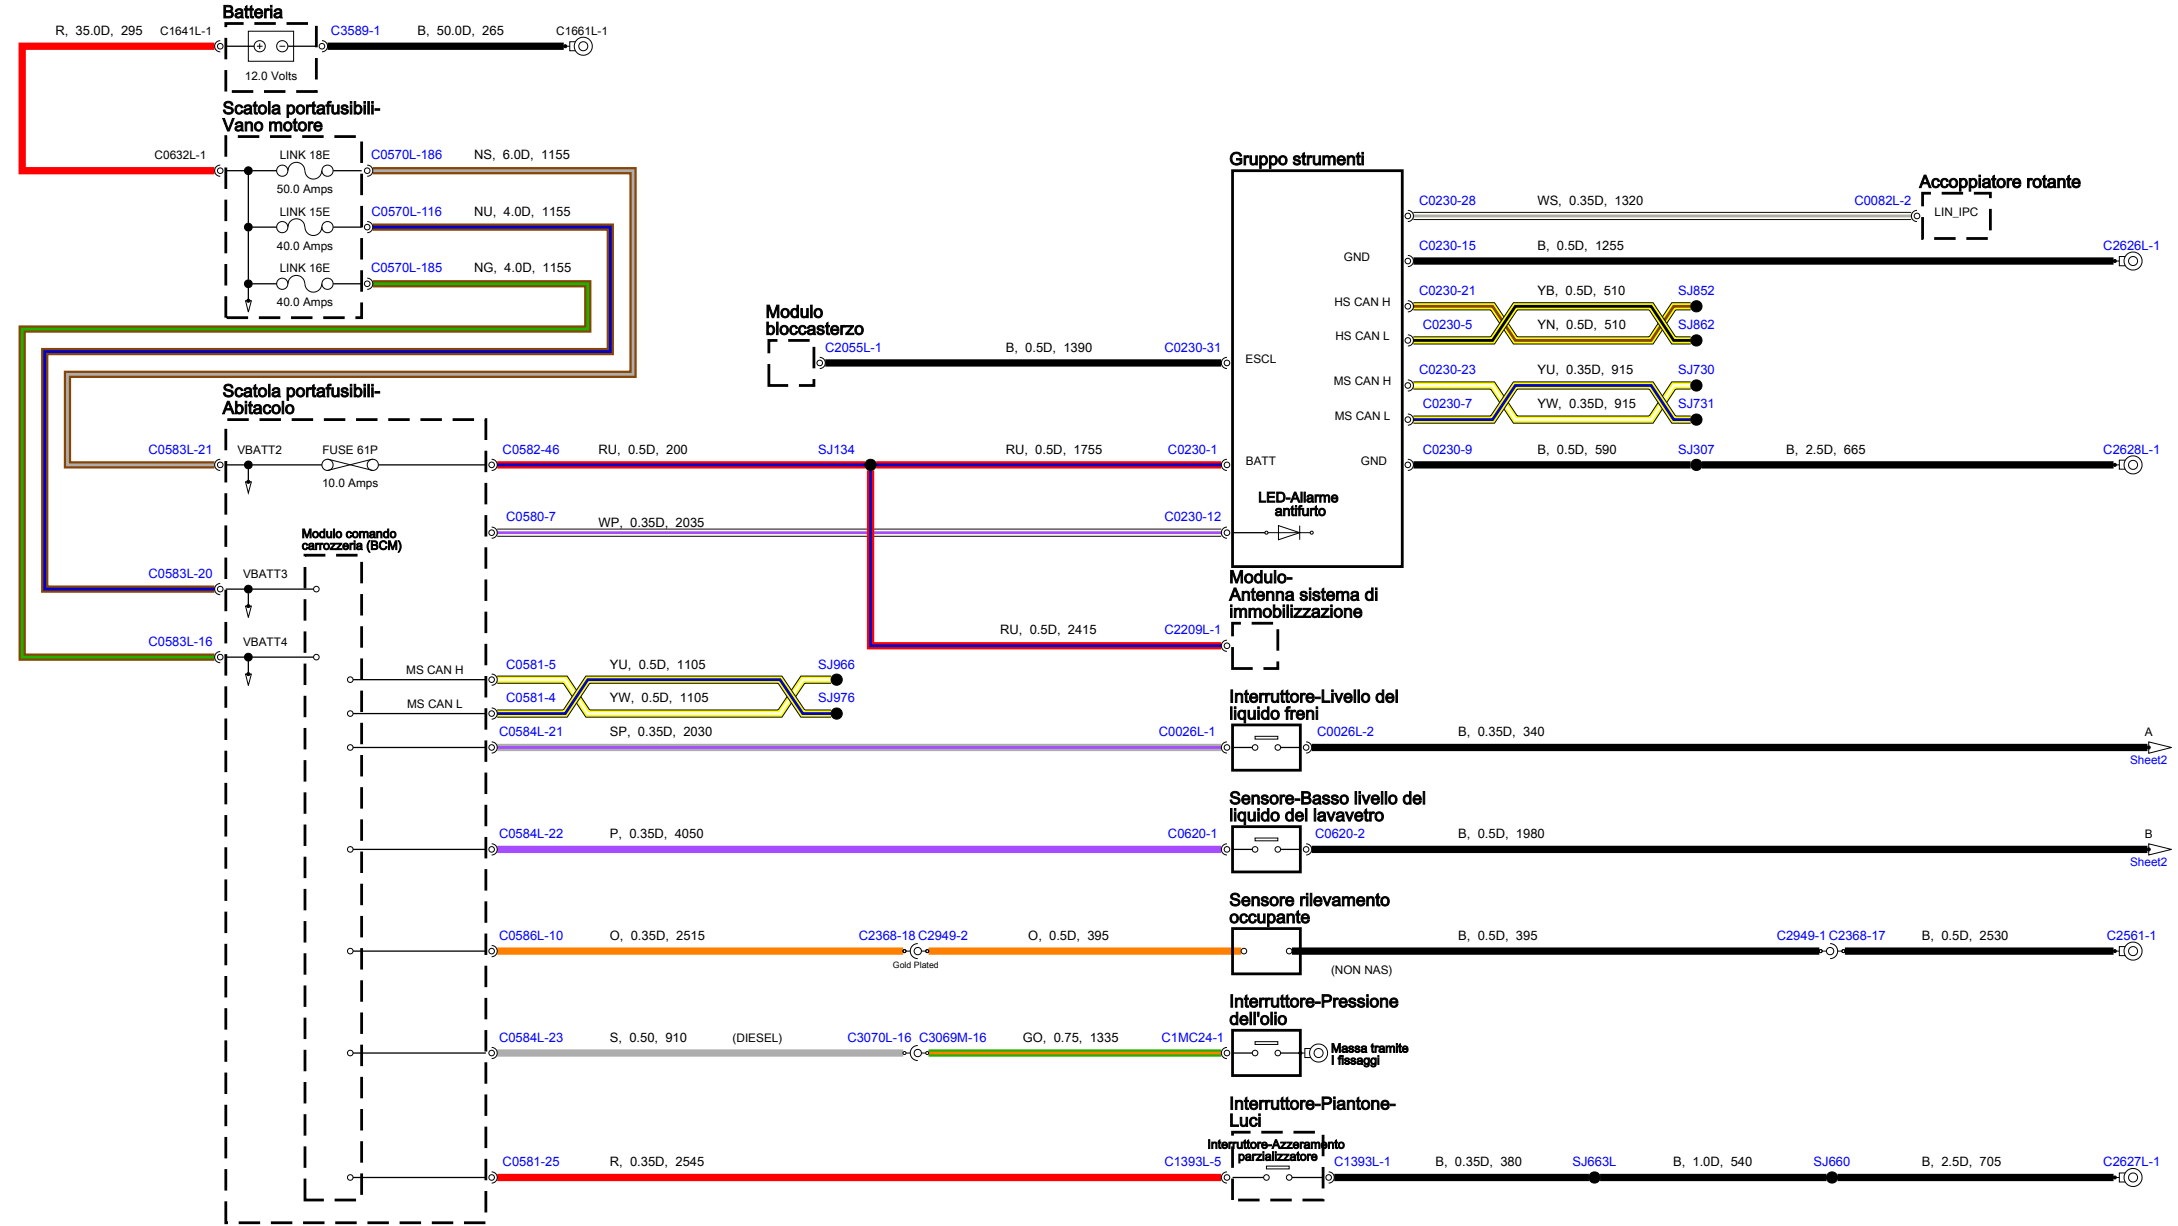 Batteria
R, 35.0D, 295
C1641L-1
C3589-1
B, 50.0D, 265
C1661L-1
12.0 Volts
Scatola portafusibili-
Vano motore
C0632L-1
LINK 18E
50.0 Amps
C0570L-186
NS, 6.0D, 1155
LINK 15E
40.0 Amps
C0570L-116
NU, 4.0D, 1155
LINK 16E
40.0 Amps
C0570L-185
NG, 4.0D, 1155
Gruppo strumenti
C0230-28
WS, 0.35D, 1320
C0082L-2
Accoppiatore rotante
LIN_IPC
GND
C0230-15
B, 0.5D, 1255
C2626L-1
HS CAN H
C0230-21
YB, 0.5D, 510
SJ852
HS CAN L
C0230-5
YN, 0.5D, 510
SJ862
Modulo
bloccasterzo
C2055L-1
B, 0.5D, 1390
C0230-31
ESCL
MS CAN H
C0230-23
YU, 0.35D, 915
SJ730
MS CAN L
C0230-7
YW, 0.35D, 915
SJ731
Scatola portafusibili-
Abitacolo
C0583L-21
VBATT2
FUSE 61P
10.0 Amps
C0582-46
RU, 0.5D, 200
SJ134
RU, 0.5D, 1755
C0230-1
BATT
GND
C0230-9
B, 0.5D, 590
SJ307
B, 2.5D, 665
C2628L-1
LED-Allarme
antifurto
C0580-7
WP, 0.35D, 2035
C0230-12
Modulo comando
carrozzeria (BCM)
C0583L-20
VBATT3
C0583L-16
VBATT4
Modulo-
Antenna sistema di
immobilizzazione
RU, 0.5D, 2415
C2209L-1
MS CAN H
C0581-5
YU, 0.5D, 1105
SJ966
MS CAN L
C0581-4
YW, 0.5D, 1105
SJ976
Interruttore-Livello del
liquido freni
C0584L-21
SP, 0.35D, 2030
C0026L-1
C0026L-2
B, 0.35D, 340
A
Sheet2
Sensore-Basso livello del
liquido del lavavetro
C0584L-22
P, 0.35D, 4050
C0620-1
C0620-2
B, 0.5D, 1980
B
Sheet2
Sensore rilevamento
occupante
C0586L-10
O, 0.35D, 2515
C2368-18
C2949-2
Gold Plated
O, 0.5D, 395
B, 0.5D, 395
(NON NAS)
C2949-1
C2368-17
B, 0.5D, 2530
C2561-1
Interruttore-Pressione
dell'olio
C0584L-23
S, 0.50, 910
(DIESEL)
C3070L-16
C3069M-16
GO, 0.75, 1335
C1MC24-1
Massa tramite
I fissaggi
Interruttore-Piantone-
Luci
Interruttore-Azzeramento
parzializzatore
C0581-25
R, 0.35D, 2545
C1393L-5
C1393L-1
B, 0.35D, 380
SJ663L
B, 1.0D, 540
SJ660
B, 2.5D, 705
C2627L-1